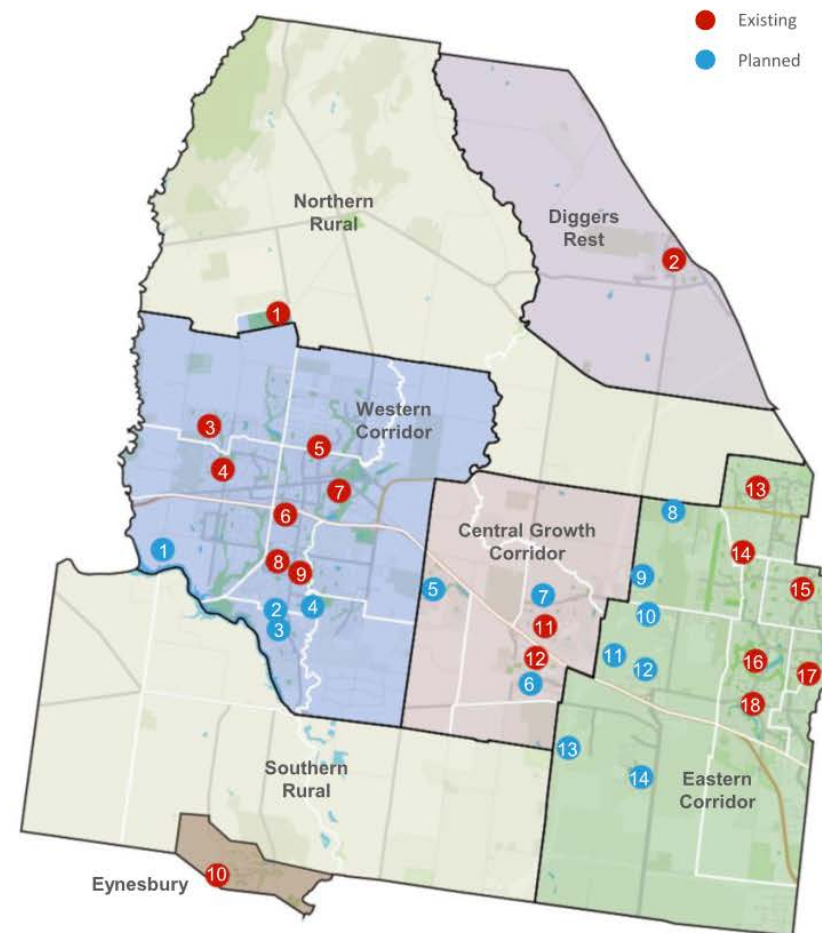 Existing
Planned
Northern
Rural
Diggers
Rest
2
1
Western
Corridor
3
5
4
7
6
13
8
Central Growth
Corridor
14
1
8
9
9
5
7
15
2
4
10
3
11
11
12
16
12
17
6
18
13
Southern
Rural
14
Eastern
Corridor
Eynesbury
10